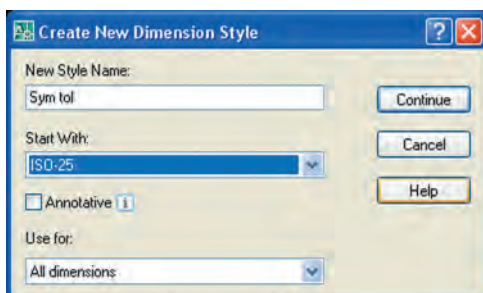 Create New Dimension Style
New Style Name:
Sym tol
Continue
Start With:
ISO-25
Cancel
Annotative
Help
Use for:
All dimensions